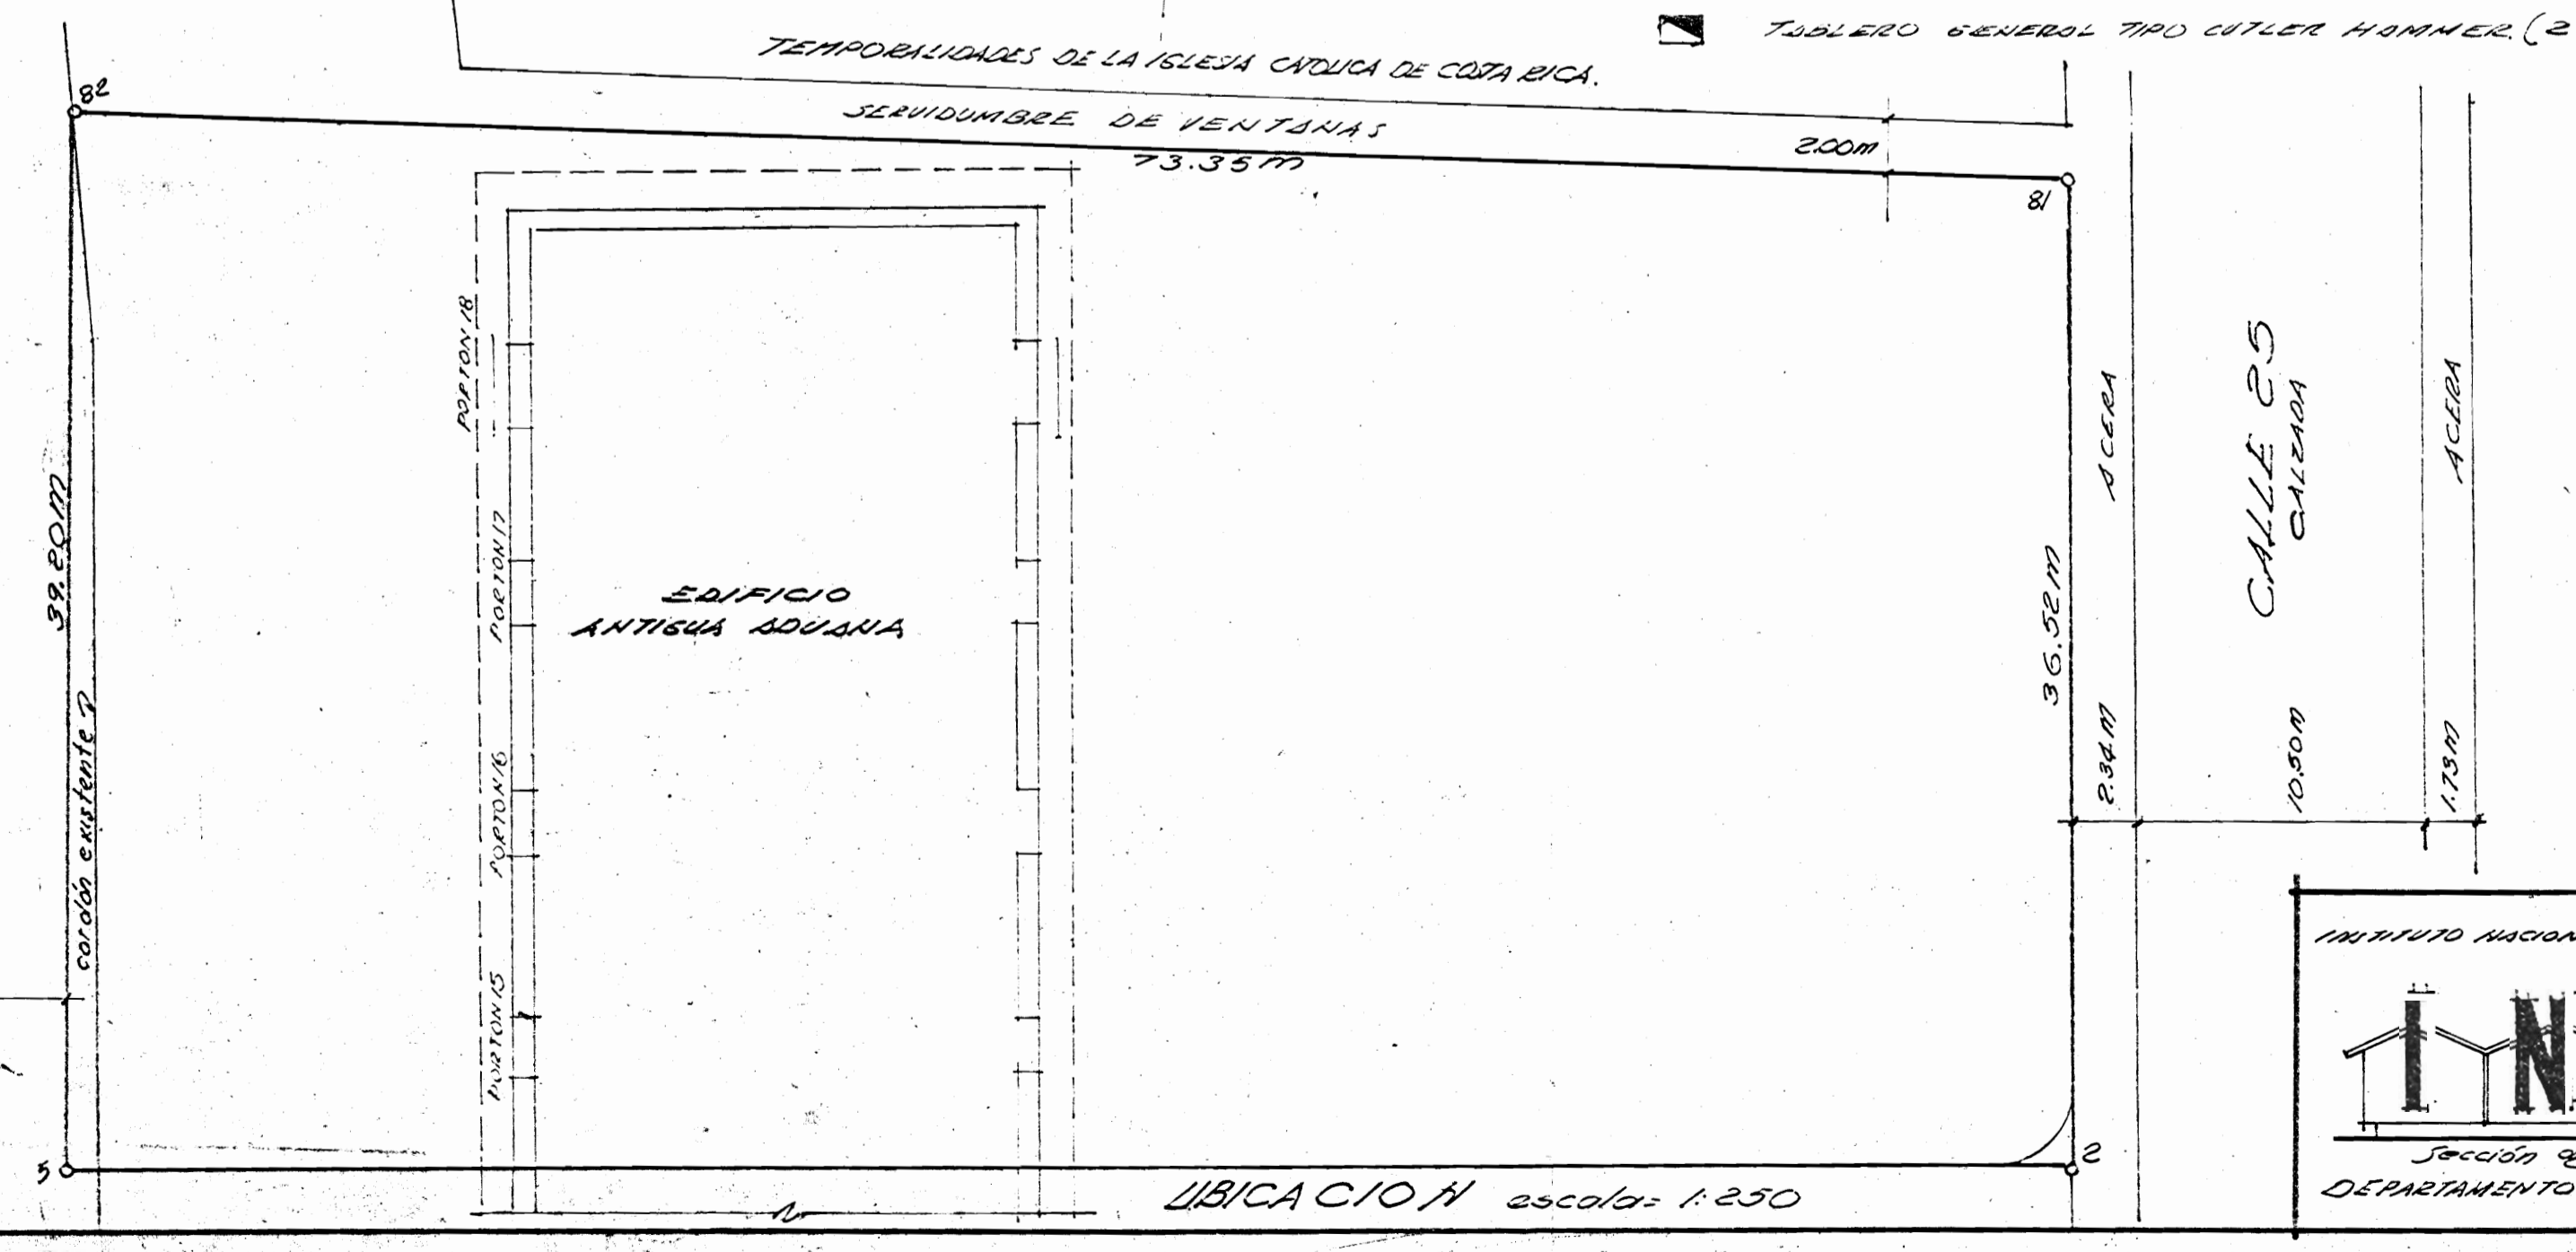 TABLERO GENERAL TIPO CUTLER HAMMER. (2
TEMPORALIDADES DE LA IGLESIA CATOLICA DE COSTA RICA.
82
SERVIDUMBRE DE VENTANAS
2.00m
73.35m
81
PORTON 18
39.20M
PORTON 17
EDIFICIO
ANTIGUA ADUANA
36.52m
ACERA
CALLE 25
CALZADA
ACERA
cordón existente
PORTON 16
2.34M
10.50m
1.73m
PORTON 15
INSTITUTO NACION
IN
5
2
Sección
DEPARTAMENTO
UBICACION escala= 1:250